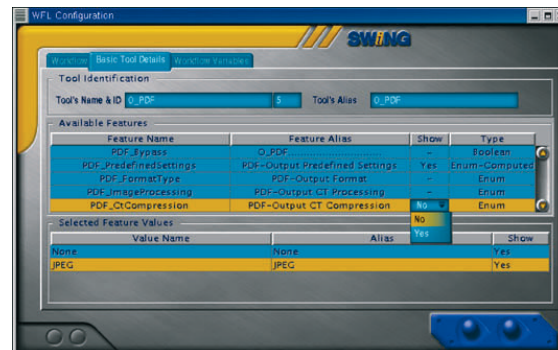 WFL Configuration
SWiNG
Workflow Basic Tool Details Workflow Variables
Tool Identification
Tool's Name & ID O_PDF 5 Tool's Alias O_PDF
Available Features
Feature Name Feature Alias Show Type
PDF_Bypass O_PDF................... - Boolean
PDF_PredefinedSettings PDF-Output Predefined Settings Yes Enum-Computed
PDF_FormatType PDF-Output Format - Enum
PDF_ImageProcessing PDF-Output CT Processing - Enum
PDF_CtCompression PDF-Output CT Compression No Enum
No
Yes
Selected Feature Values
Value Name Alias Show
None None Yes
JPEG JPEG Yes